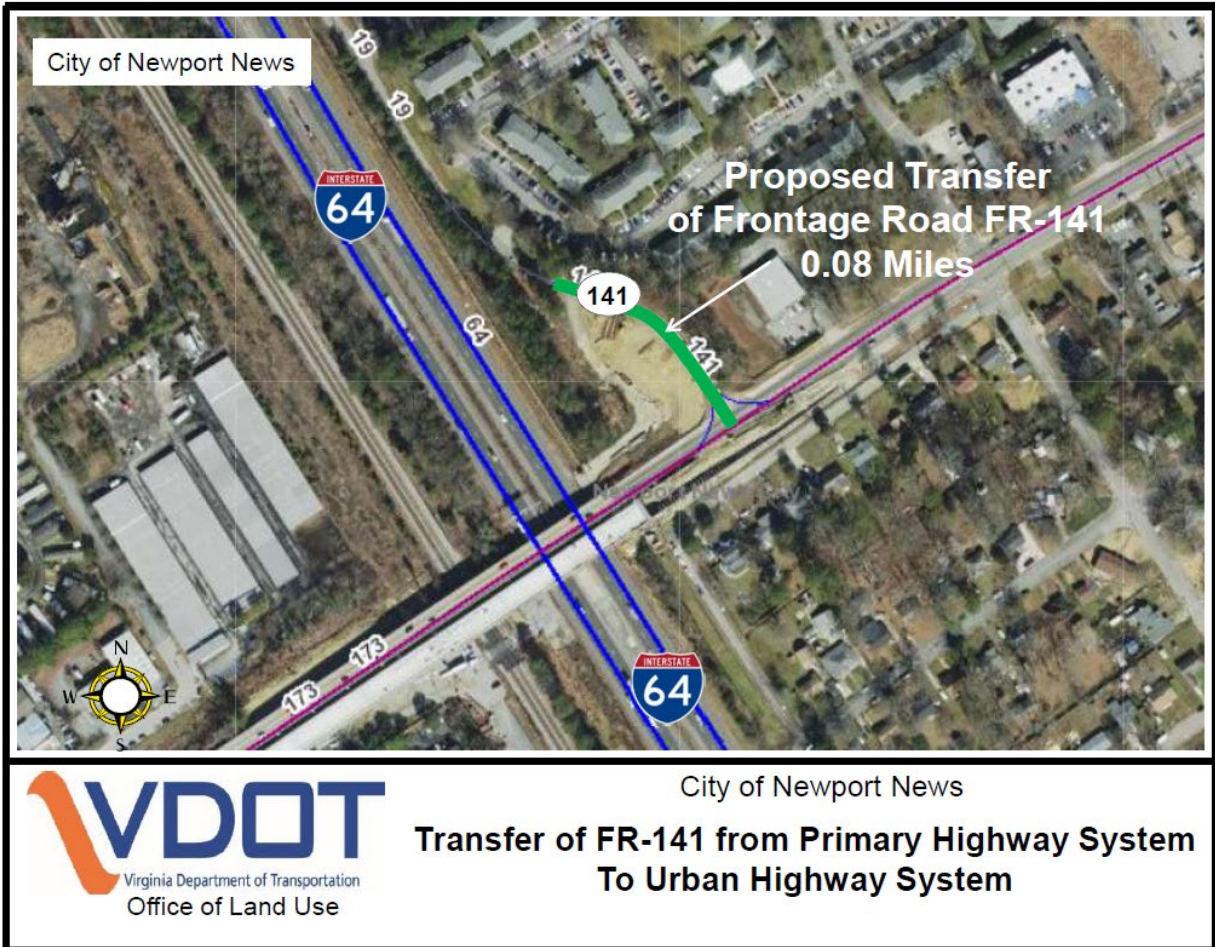 City of Newport News
19
19
INTERSTATE
64
Proposed Transfer
of Frontage Road FR-141
0.08 Miles
141
64
141
173
173
INTERSTATE
64
N
W E
S
VDOT
Virginia Department of Transportation
Office of Land Use
City of Newport News
Transfer of FR-141 from Primary Highway System
To Urban Highway System